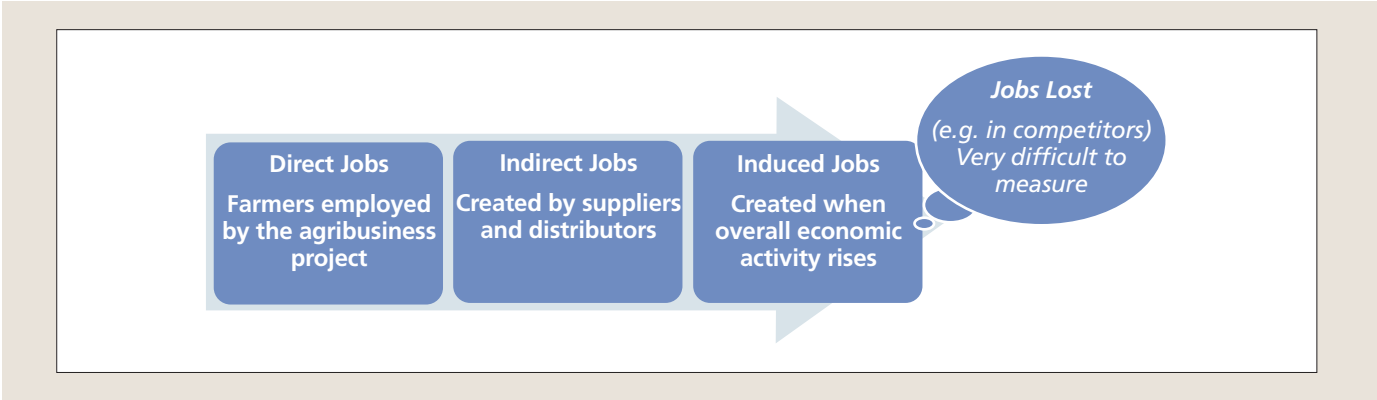 Direct Jobs
Farmers employed
by the agribusiness
project
Indirect Jobs
Created by suppliers
and distributors
Induced Jobs
Created when
overall economic
activity rises
Jobs Lost
(e.g. in competitors)
Very difficult to
measure